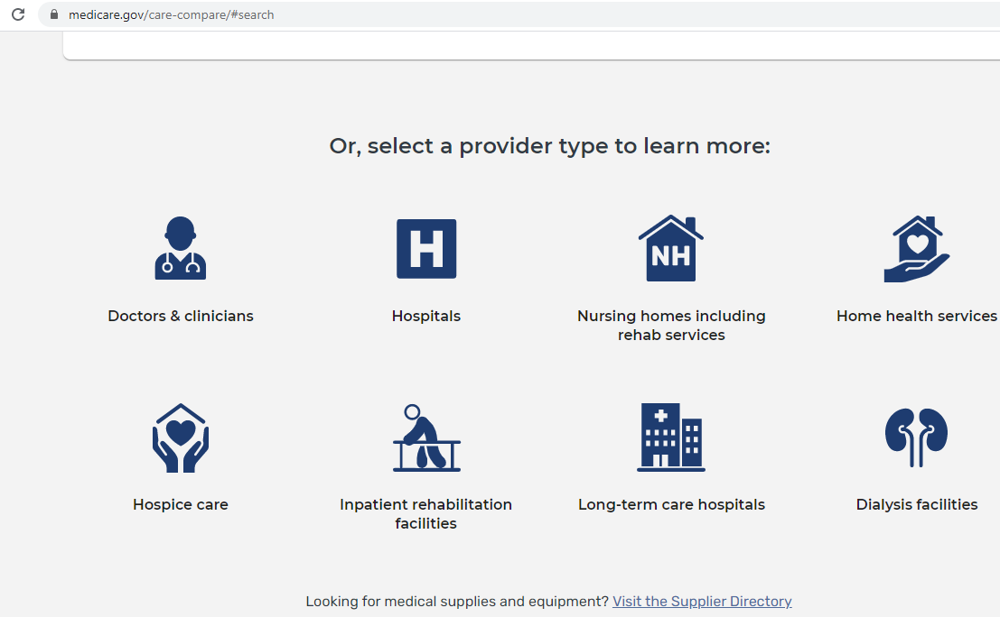 medicare.gov/care-compare/#search
Or, select a provider type to learn more:
H
NH
Doctors & clinicians
Hospitals
Nursing homes including
rehab services
Home health services
Hospice care
Inpatient rehabilitation
facilities
Long-term care hospitals
Dialysis facilities
Looking for medical supplies and equipment? Visit the Supplier Directory